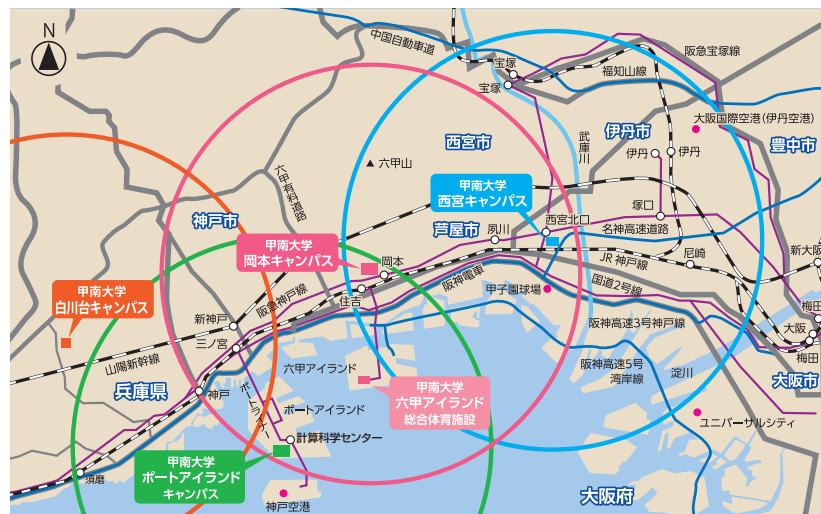 N
中国自動車道
宝塚
宝塚
福知山線
阪急宝塚線
大阪国際空港(伊丹空港)
伊丹市
豊中市
西宮市
武庫川
伊丹
伊丹
六甲山
六甲有料道路
甲南大学
西宮キャンパス
塚口
神戸市
芦屋市
西宮北口
名神高速道路
夙川
甲南大学
岡本キャンパス
岡本
JR神戸線
尼崎
新大阪
阪神電車
甲子園球場
国道2号線
甲南大学
白川台キャンパス
阪急神戸線
住吉
新神戸
三ノ宮
梅田
大阪
梅田
阪神高速3号神戸線
山陽新幹線
六甲アイランド
阪神高速5号
湾岸線
淀川
大阪市
兵庫県
神戸
ポートライナー
甲南大学
六甲アイランド
総合体育施設
ポートアイランド
ユニバーサルシティ
計算科学センター
甲南大学
ポートアイランド
キャンパス
須磨
神戸空港
大阪府